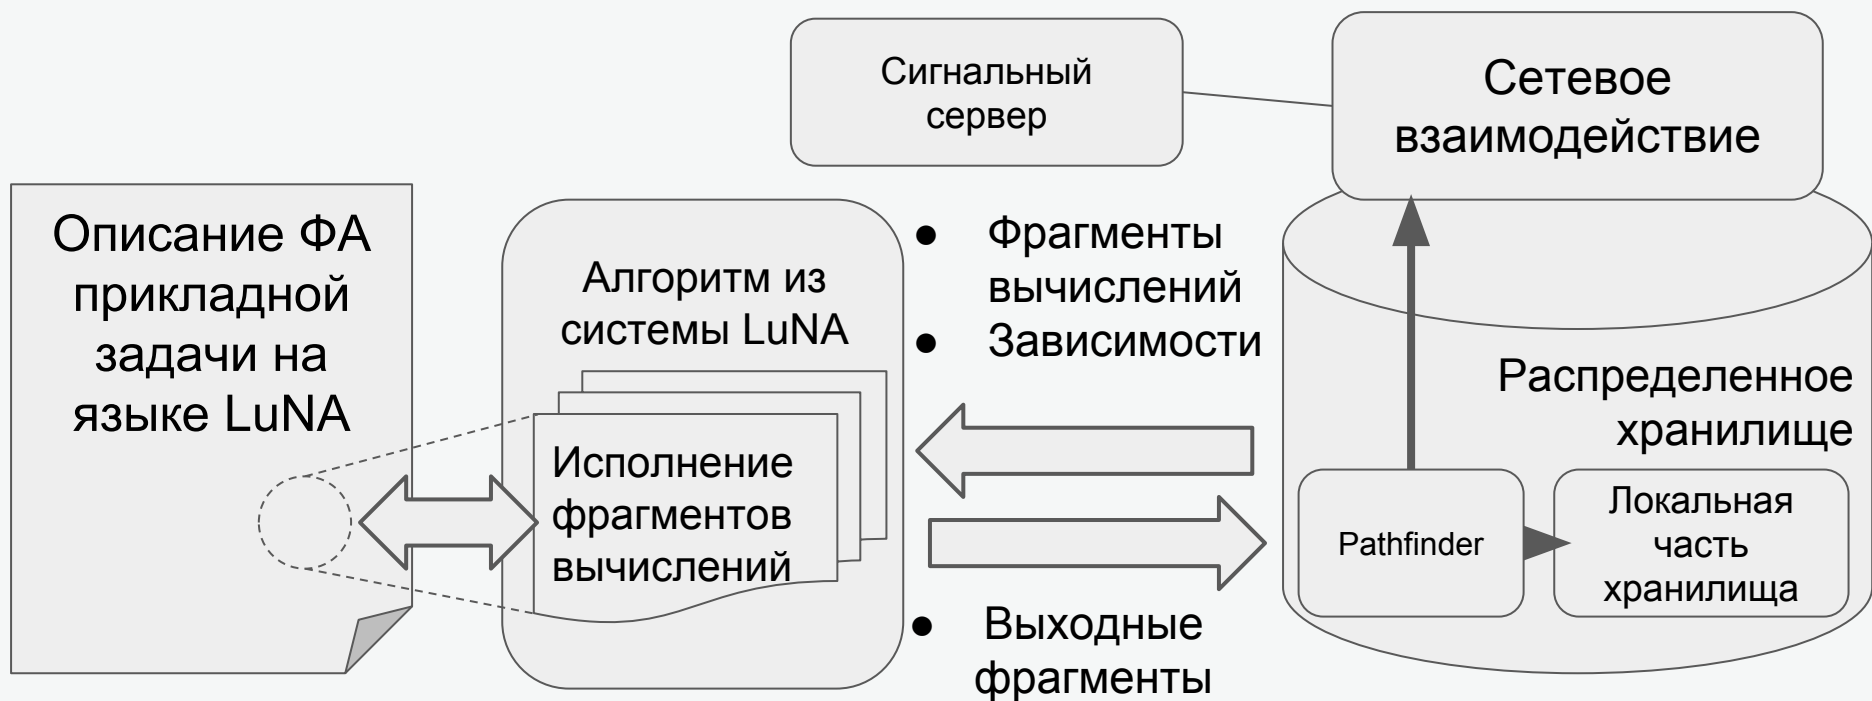 Сигнальный
сервер
Сетевое
взаимодействие
Описание ФА
прикладной
задачи на
языке LuNA
Алгоритм из
системы LuNA
Исполнение
фрагментов
вычислений
● Фрагменты
вычислений
● Зависимости
● Выходные
фрагменты
Распределенное
хранилище
Pathfinder
Локальная
часть
хранилища